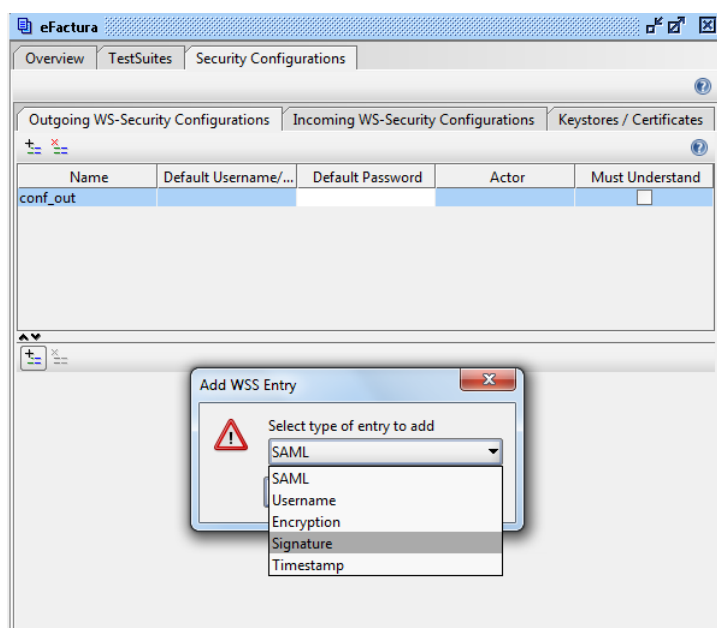 eFactura
Overview TestSuites Security Configurations
Outgoing WS-Security Configurations Incoming WS-Security Configurations Keystores / Certificates
Name Default Username/... Default Password Actor Must Understand
conf_out
Add WSS Entry
Select type of entry to add
SAML
SAML
Username
Encryption
Signature
Timestamp